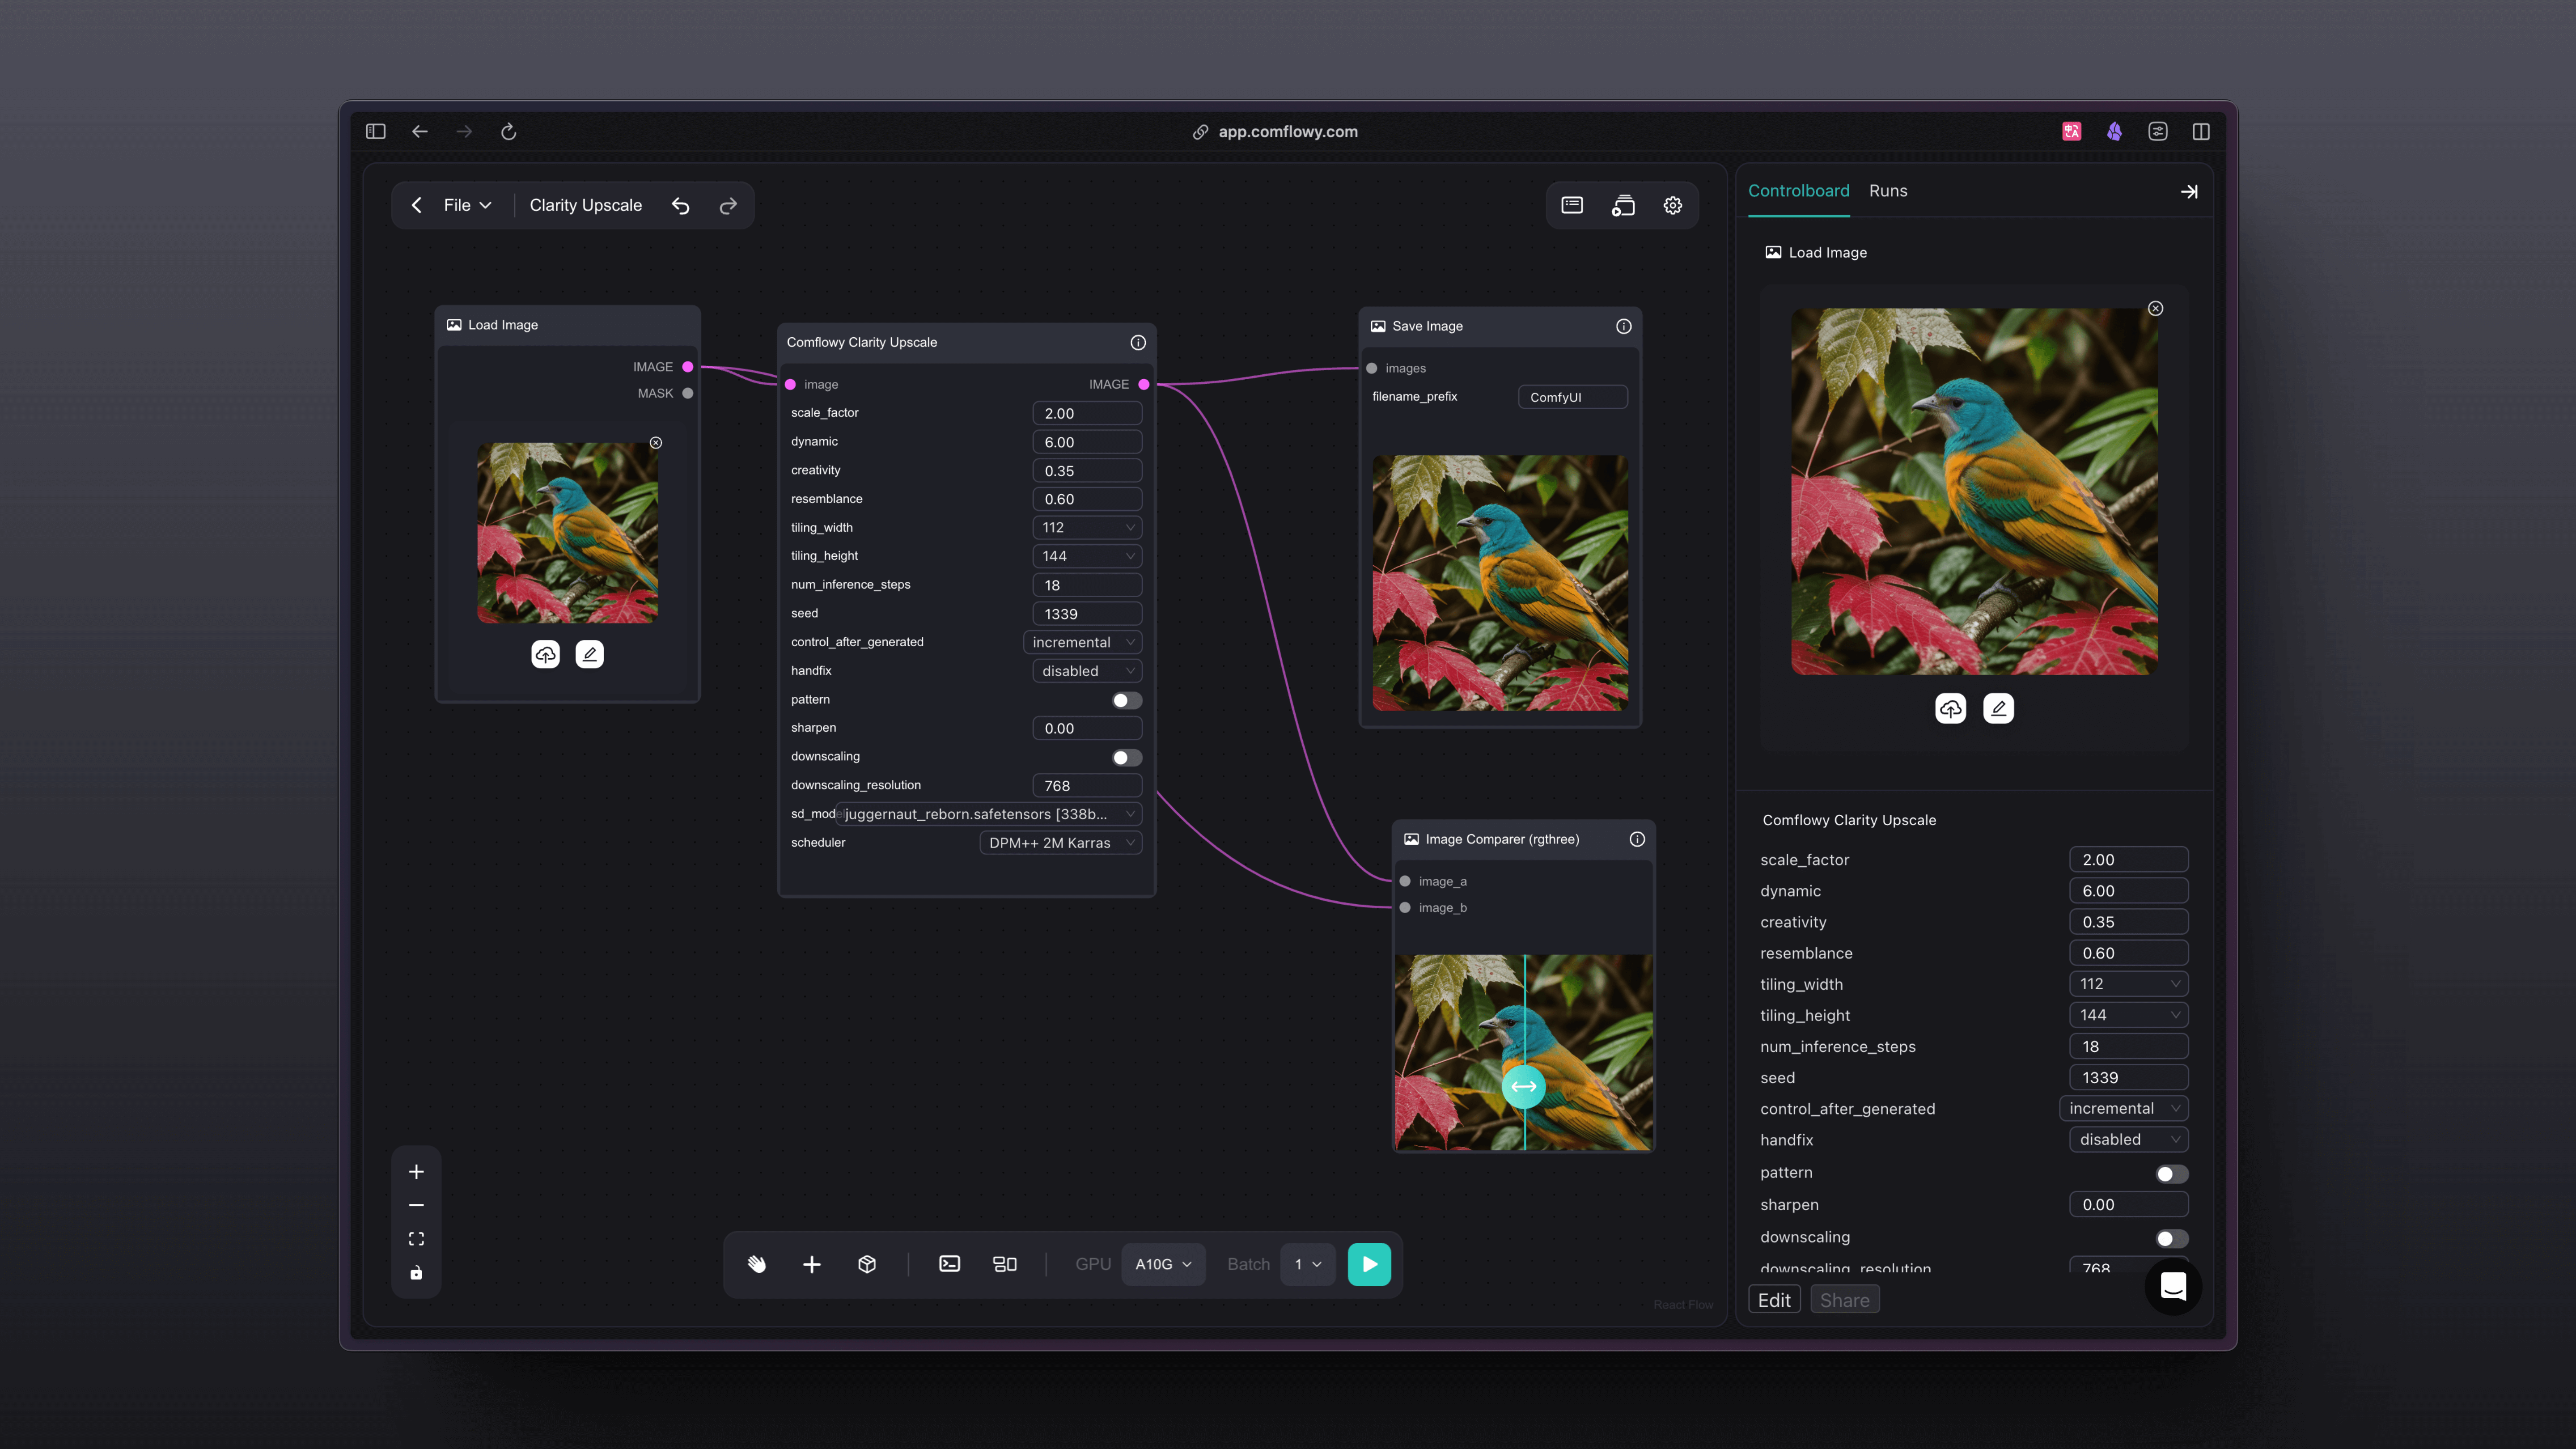 app.comflowy.com
File
Clarity Upscale
Load Image
IMAGE
MASK
Comflowy Clarity Upscale
image
IMAGE
scale_factor 2.00
dynamic 6.00
creativity 0.35
resemblance 0.60
tiling_width 112
tiling_height 144
num_inference_steps 18
seed 1339
control_after_generated incremental
handfix disabled
pattern
sharpen 0.00
downscaling
downscaling_resolution 768
sd_mode juggernaut_reborn.safetensors [338b...
scheduler DPM++ 2M Karras
Save Image
images
filename_prefix ComfyUI
Image Comparer (rgthree)
image_a
image_b
GPU A10G Batch 1
React Flow
Controlboard Runs
Load Image
Comflowy Clarity Upscale
scale_factor 2.00
dynamic 6.00
creativity 0.35
resemblance 0.60
tiling_width 112
tiling_height 144
num_inference_steps 18
seed 1339
control_after_generated incremental
handfix disabled
pattern
sharpen 0.00
downscaling
downscaling_resolution 768
Edit Share